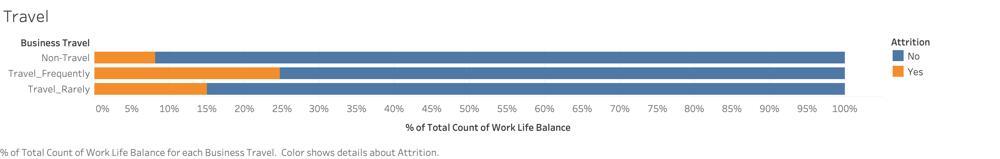 Travel
Business Travel
Non-Travel
Travel_Frequently
Travel_Rarely
0% 5% 10% 15% 20% 25% 30% 35% 40% 45% 50% 55% 60% 65% 70% 75% 80% 85% 90% 95% 100%
% of Total Count of Work Life Balance
Attrition
No
Yes
% of Total Count of Work Life Balance for each Business Travel.  Color shows details about Attrition.